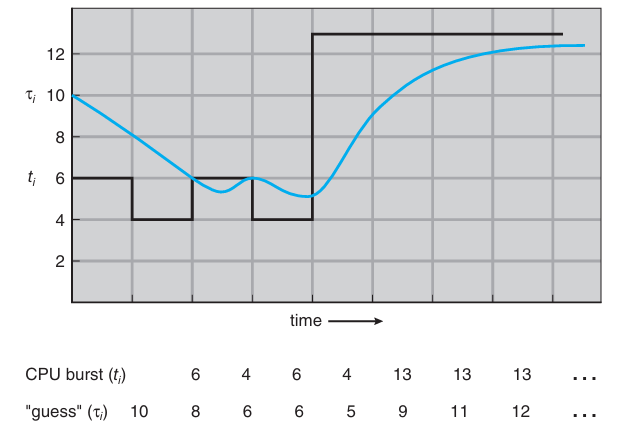 12
τi 10
8
ti 6
4
2
time
CPU burst (ti) 6 4 6 4 13 13 13 ...
"guess" (τi) 10 8 6 6 5 9 11 12 ...